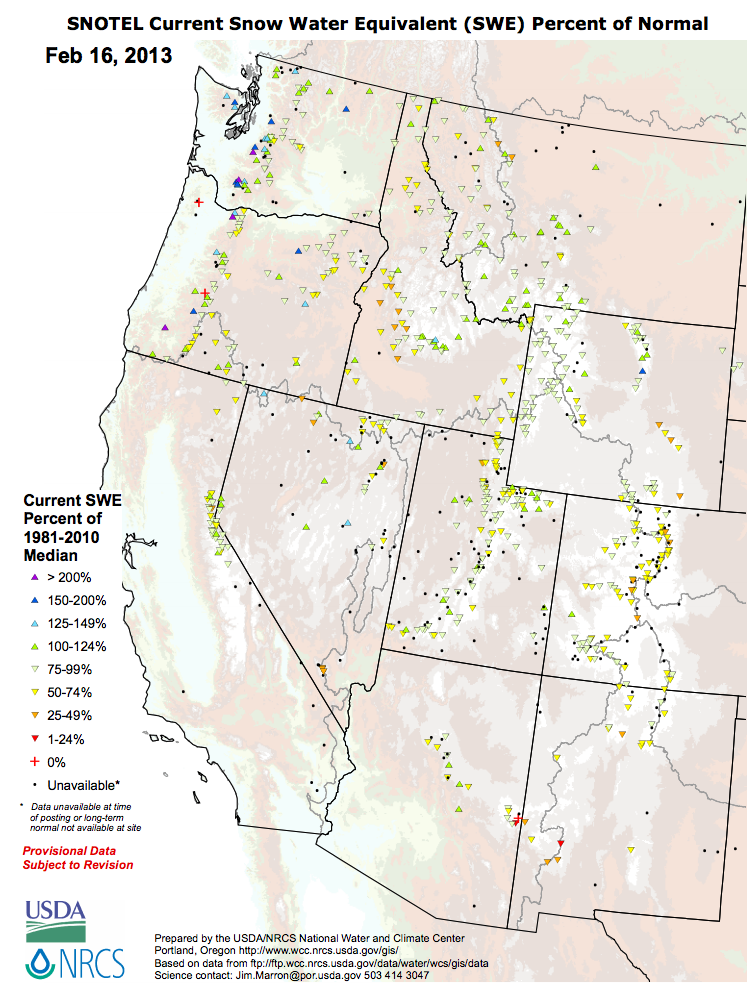 SNOTEL Current Snow Water Equivalent (SWE) Percent of Normal
Feb 16, 2013
Current SWE
Percent of
1981-2010
Median
> 200%
150-200%
125-149%
100-124%
75-99%
50-74%
25-49%
1-24%
0%
Unavailable*
* Data unavailable at time
of posting or long-term
normal not available at site
Provisional Data
Subject to Revision
USDA
NRCS
Prepared by the USDA/NRCS National Water and Climate Center
Portland, Oregon http://www.wcc.nrcs.usda.gov/gis/
Based on data from ftp://ftp.wcc.nrcs.usda.gov/data/water/wcs/gis/data
Science contact: Jim.Marron@por.usda.gov 503 414 3047